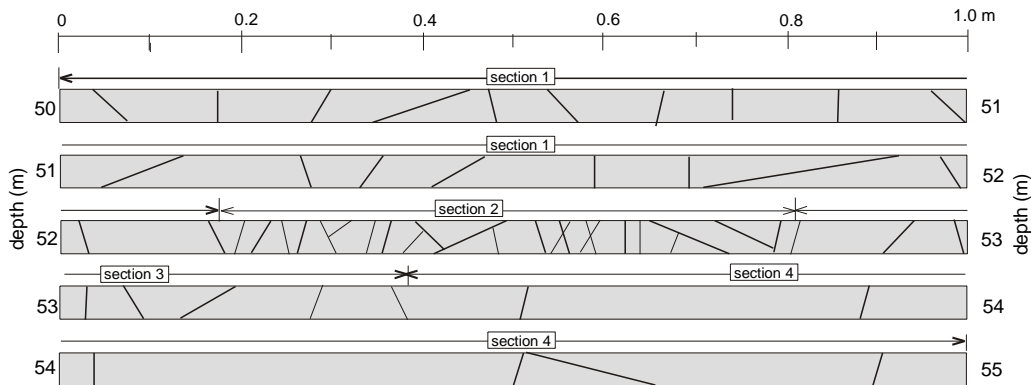 0 0.2 0.4 0.6 0.8 1.0 m
section 1
50 51
section 1
51 52
section 2
52 53
section 3 section 4
53 54
section 4
54 55
depth (m)
depth (m)